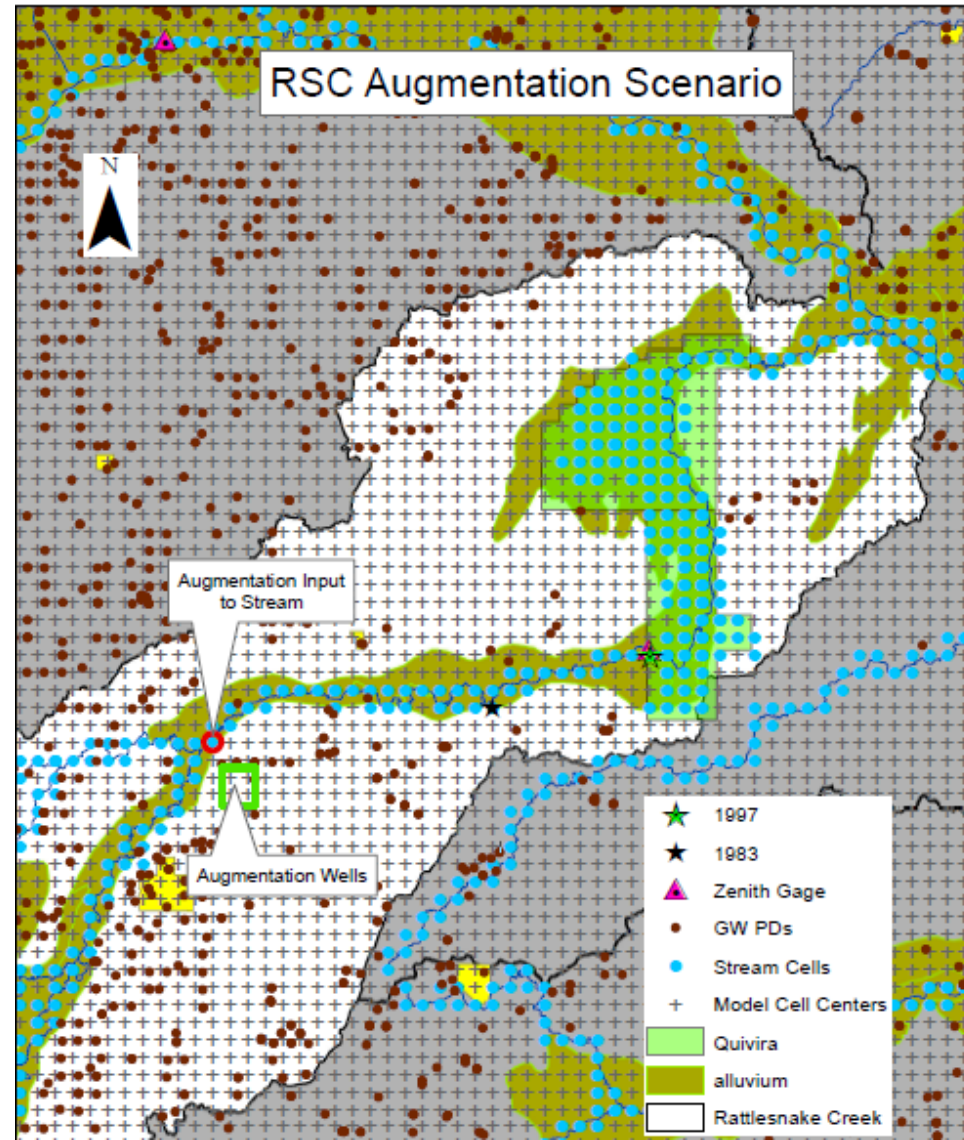 RSC Augmentation Scenario
N
Augmentation Input
to Stream
Augmentation Wells
1997
1983
Zenith Gage
GW PDs
Stream Cells
Model Cell Centers
Quivira
alluvium
Rattlesnake Creek